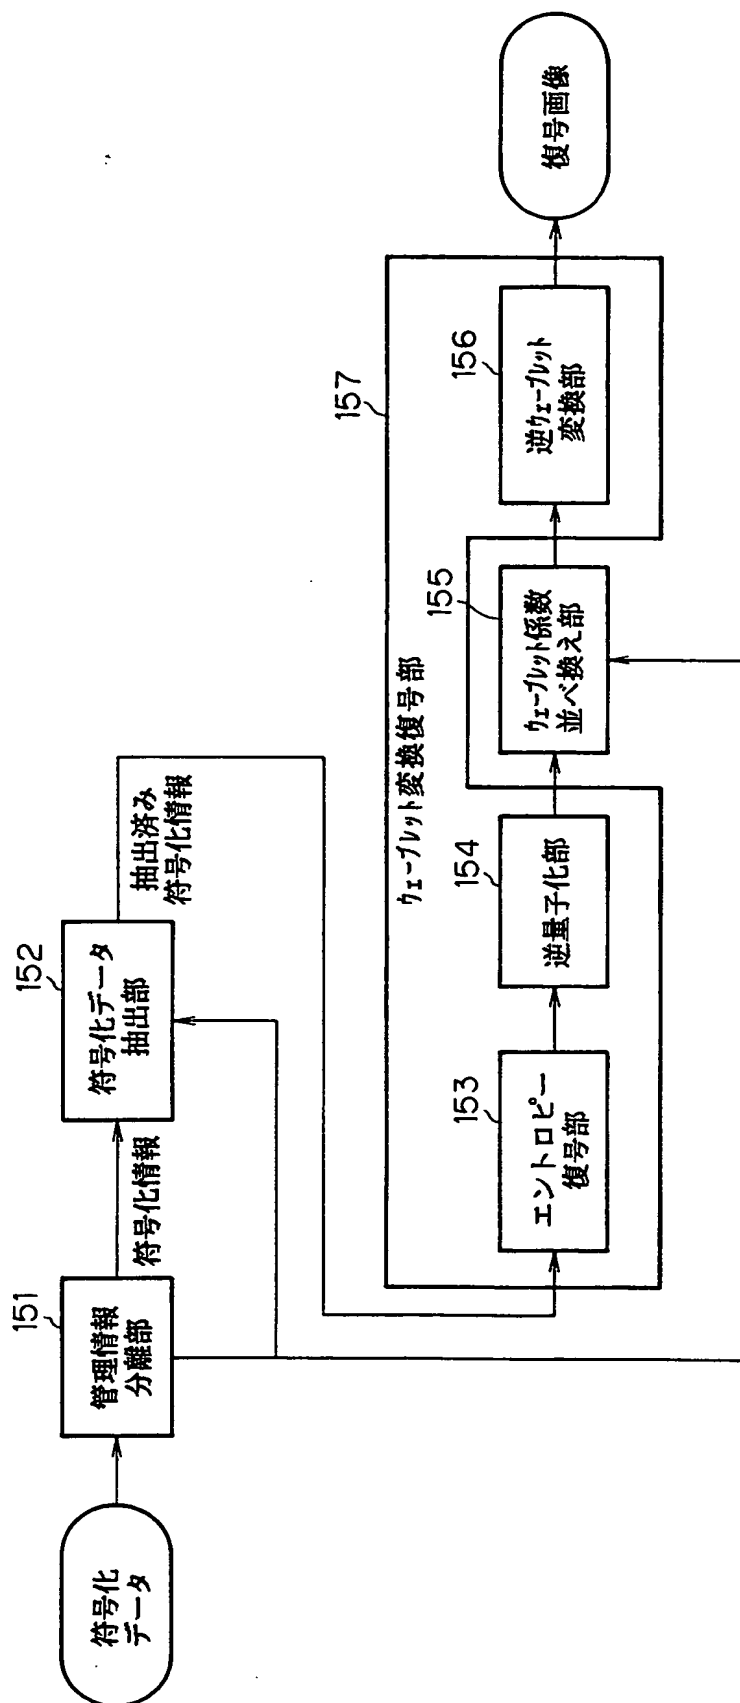 符号化
データ
151
管理情報
分離部
符号化情報
152
符号化データ
抽出部
抽出済み
符号化情報
157
ウェーブレット変換復号部
153
エントロピー
復号部
154
逆量子化部
155
ウェーブレット係数
並べ換え部
156
逆ウェーブレット
変換部
復号画像